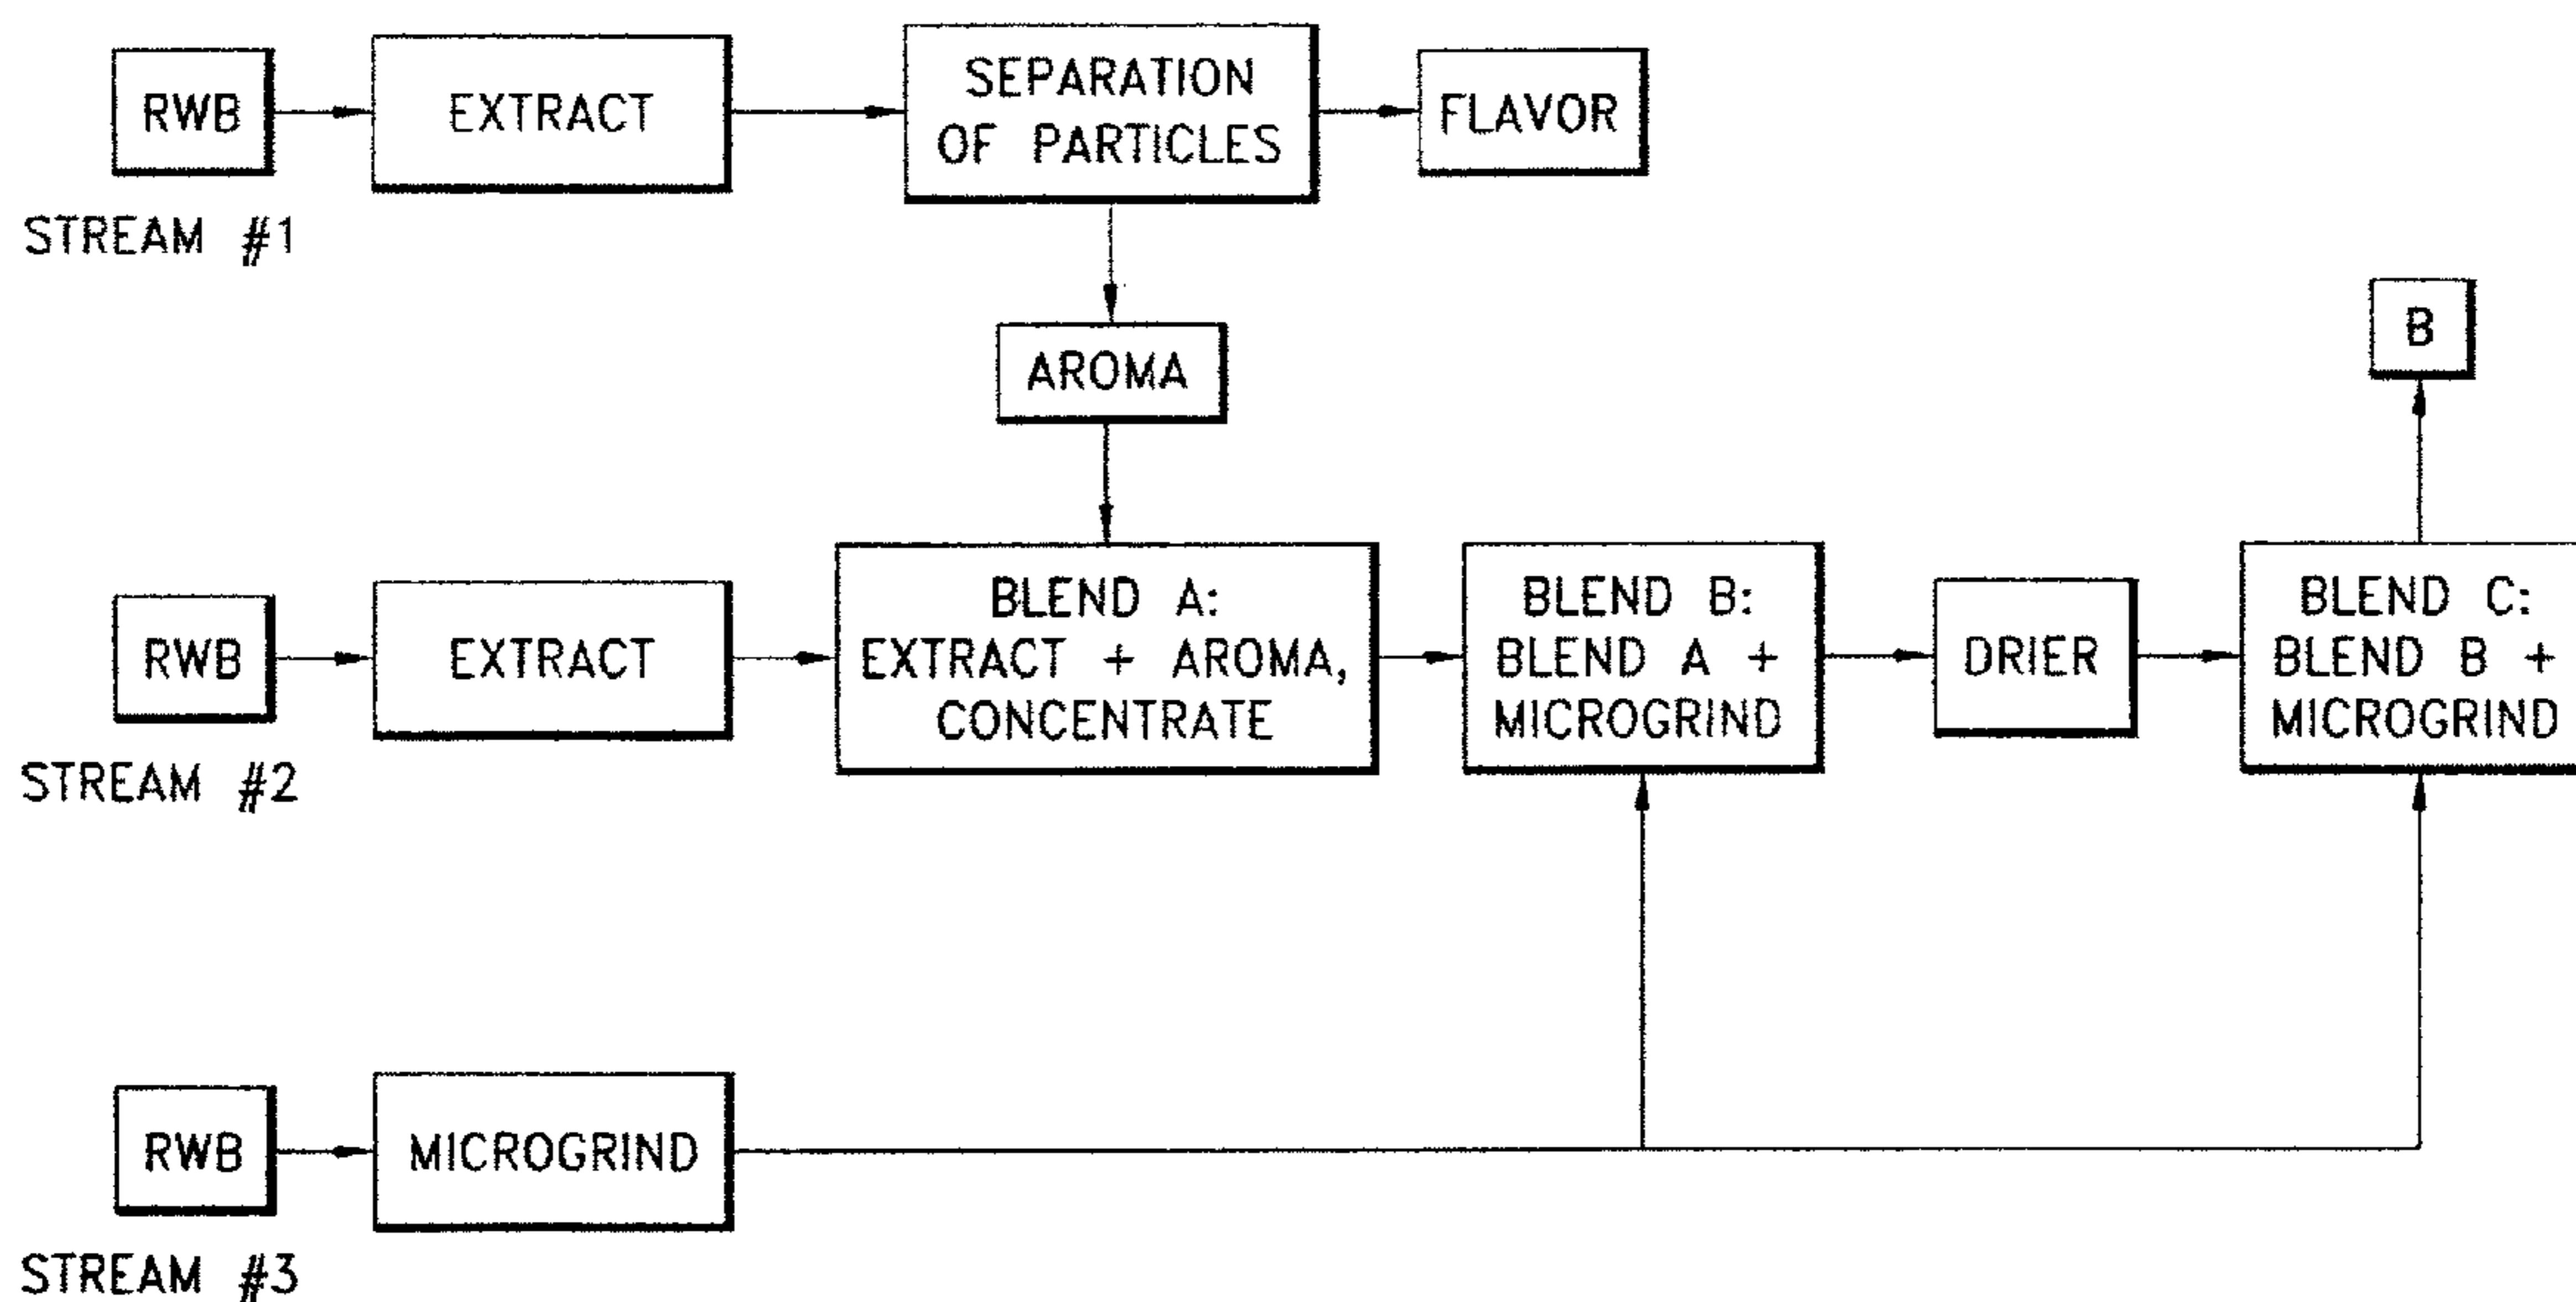 RWB
EXTRACT
SEPARATION
OF PARTICLES
FLAVOR
STREAM #1
AROMA
B
RWB
EXTRACT
BLEND A:
EXTRACT + AROMA,
CONCENTRATE
BLEND B:
BLEND A +
MICROGRIND
DRIER
BLEND C:
BLEND B +
MICROGRIND
STREAM #2
RWB
MICROGRIND
STREAM #3